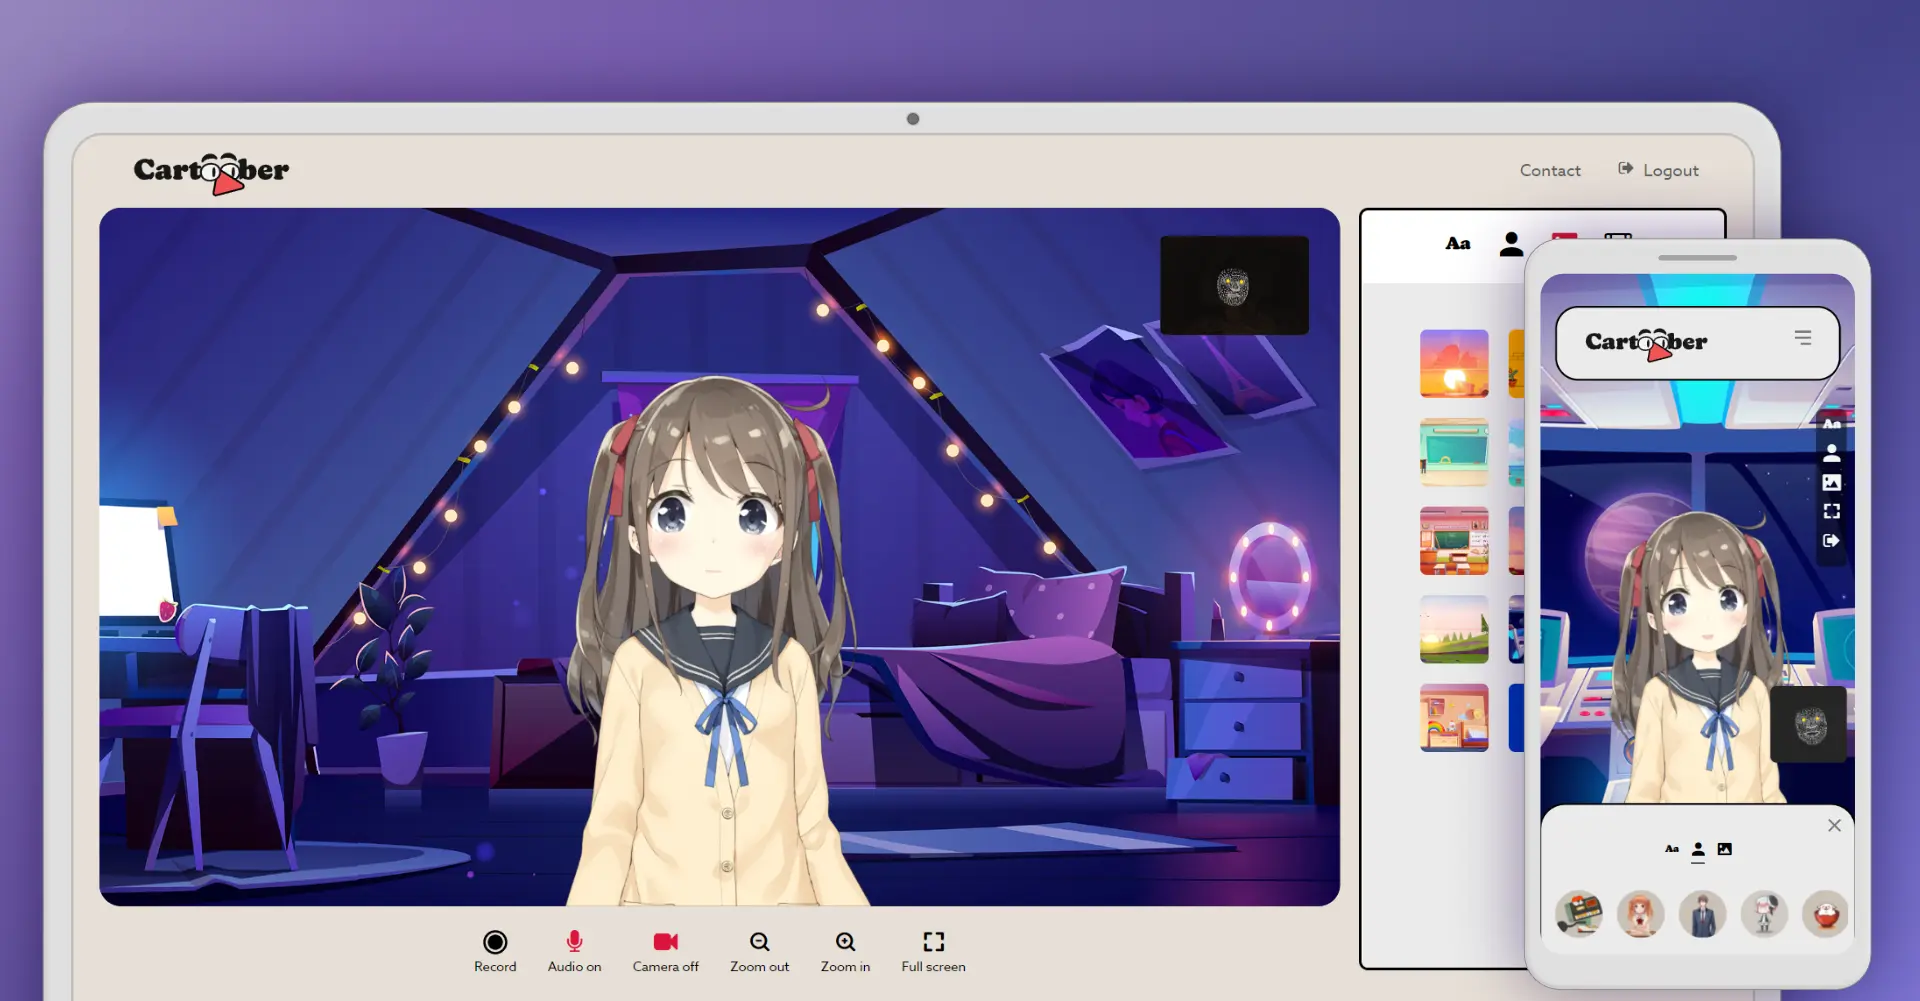 Cartoober
Contact
Logout
Aa
Record
Audio on
Camera off
Zoom out
Zoom in
Full screen
Cartoober
Aa
Aa